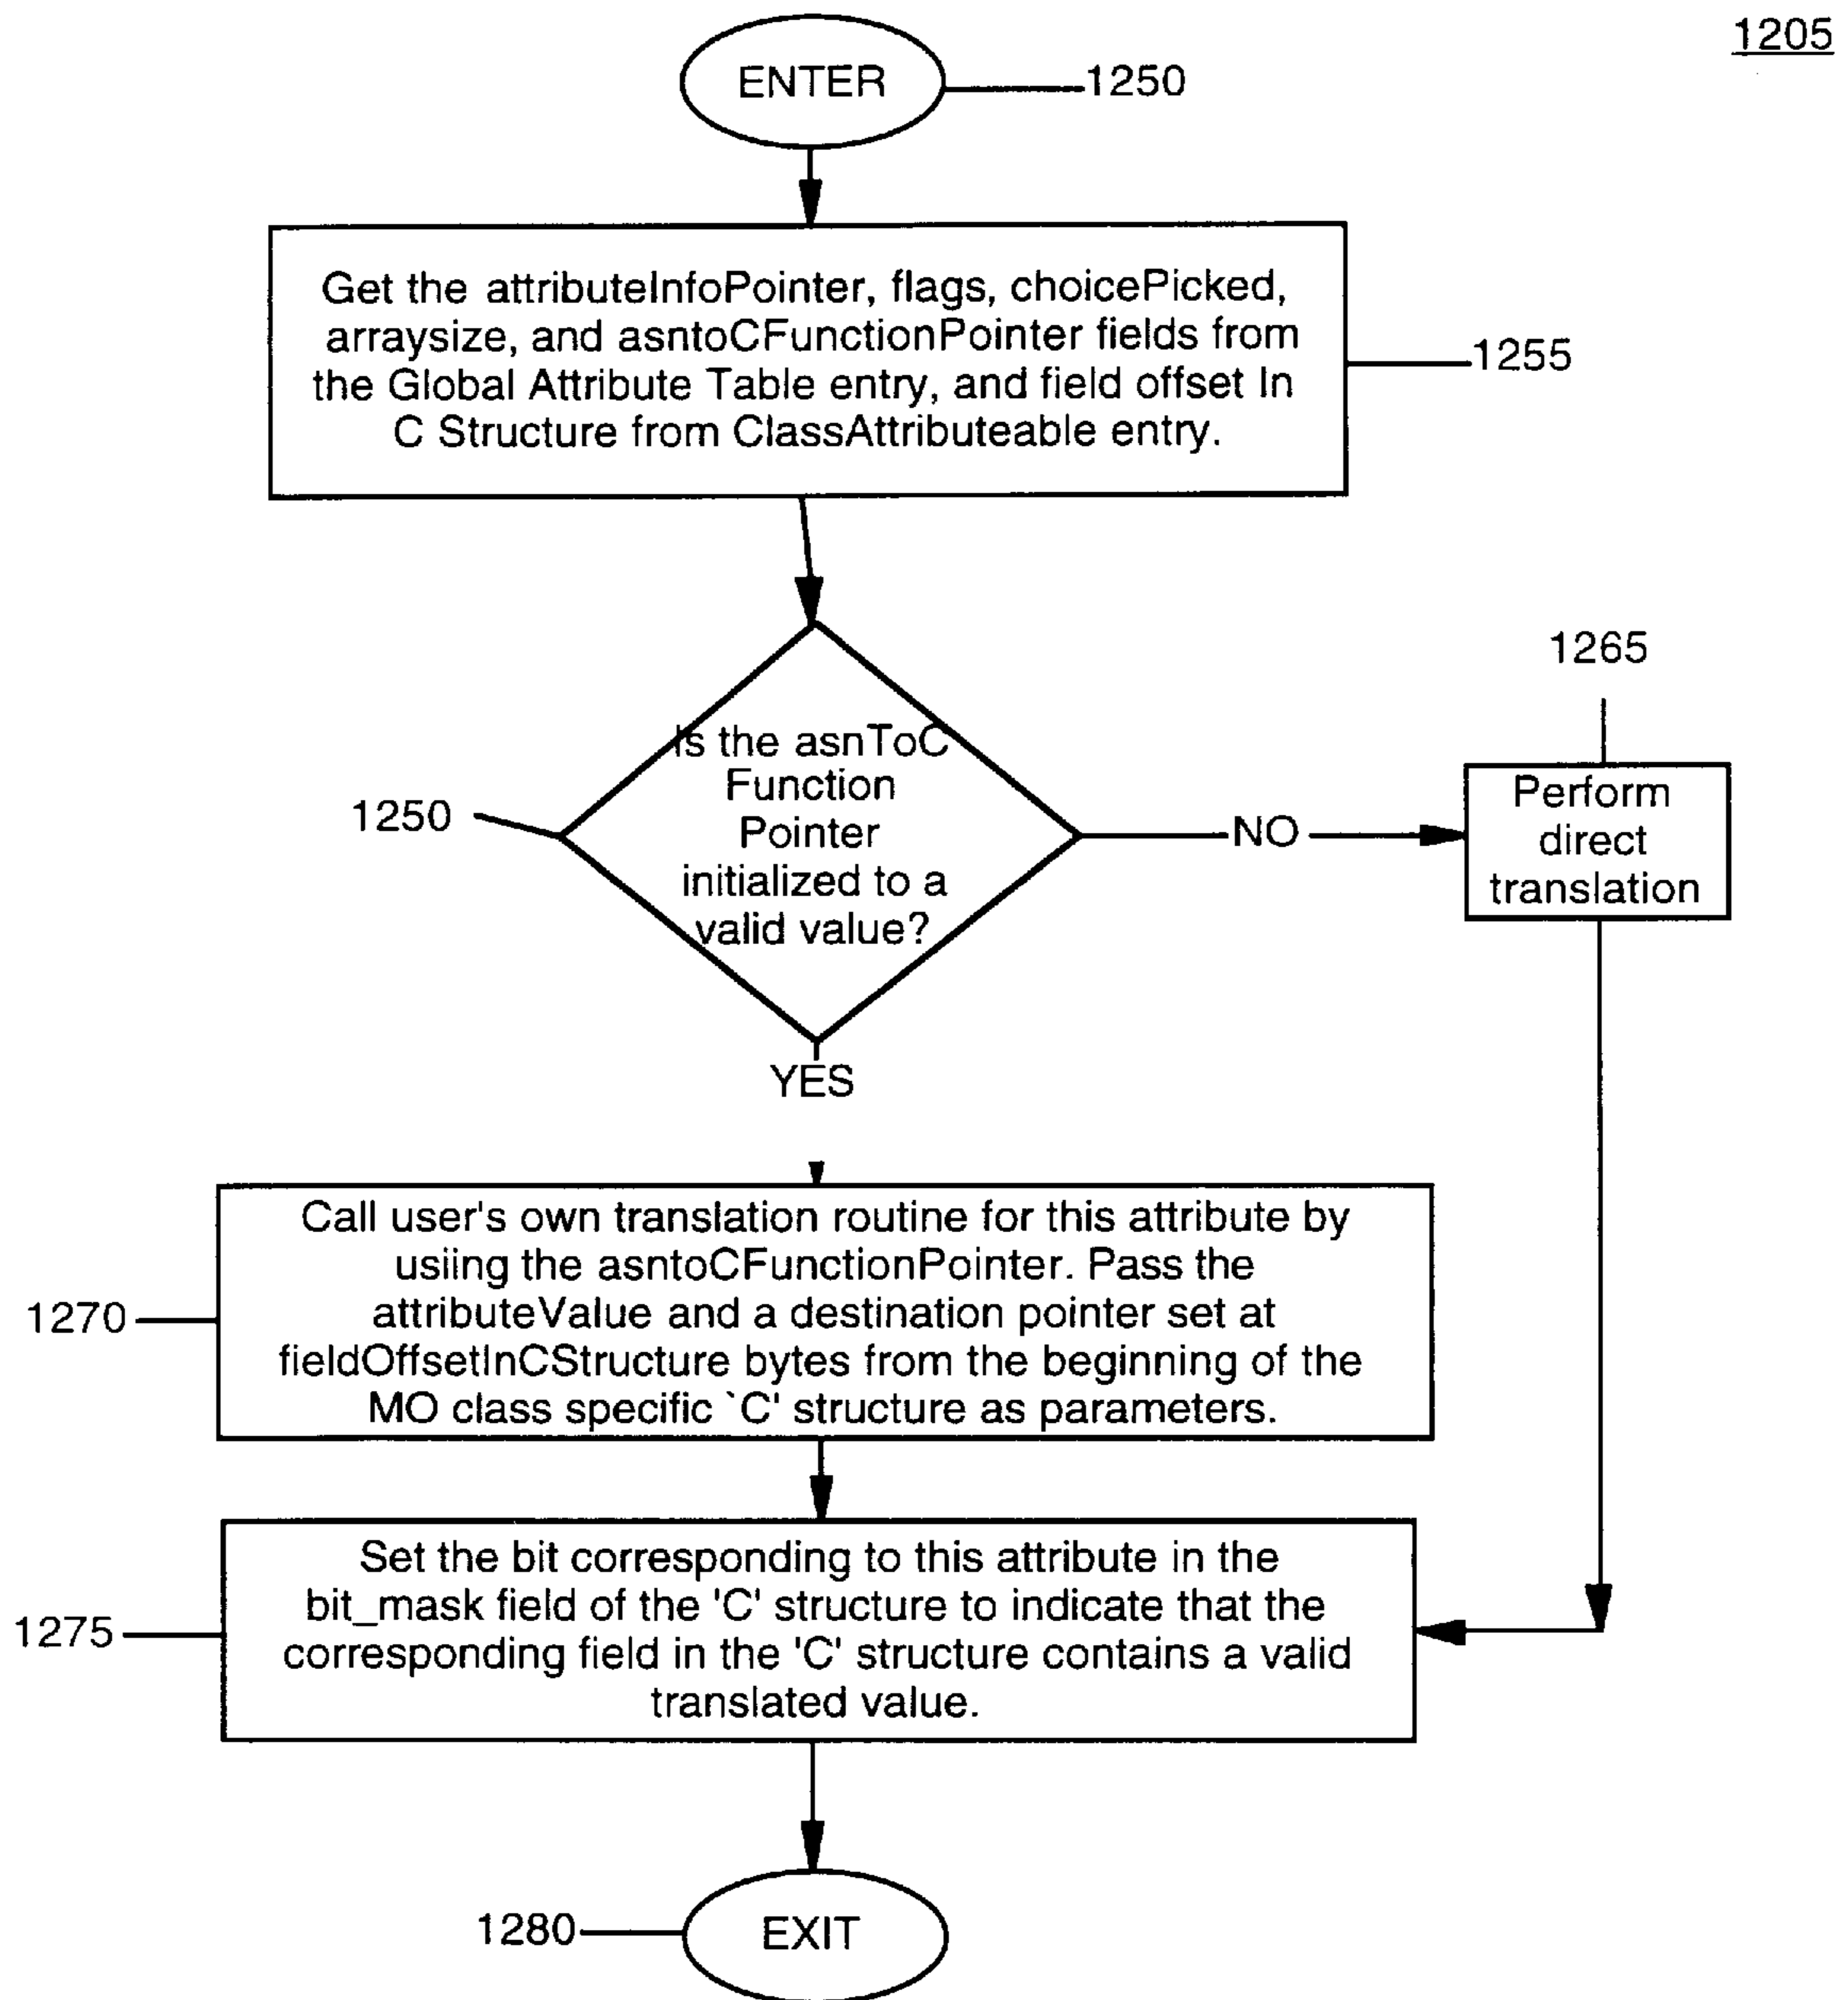 1205
ENTER
1250
Get the attributeInfoPointer, flags, choicePicked,
arraysize, and asntoCFunctionPointer fields from
the Global Attribute Table entry, and field offset In
C Structure from ClassAttributeable entry.
1255
Is the asnToC
Function
Pointer
initialized to a
valid value?
1250
NO
1265
Perform
direct
translation
YES
Call user's own translation routine for this attribute by
usiing the asntoCFunctionPointer. Pass the
attributeValue and a destination pointer set at
fieldOffsetInCStructure bytes from the beginning of the
MO class specific `C' structure as parameters.
1270
Set the bit corresponding to this attribute in the
bit_mask field of the 'C' structure to indicate that the
corresponding field in the 'C' structure contains a valid
translated value.
1275
1280
EXIT